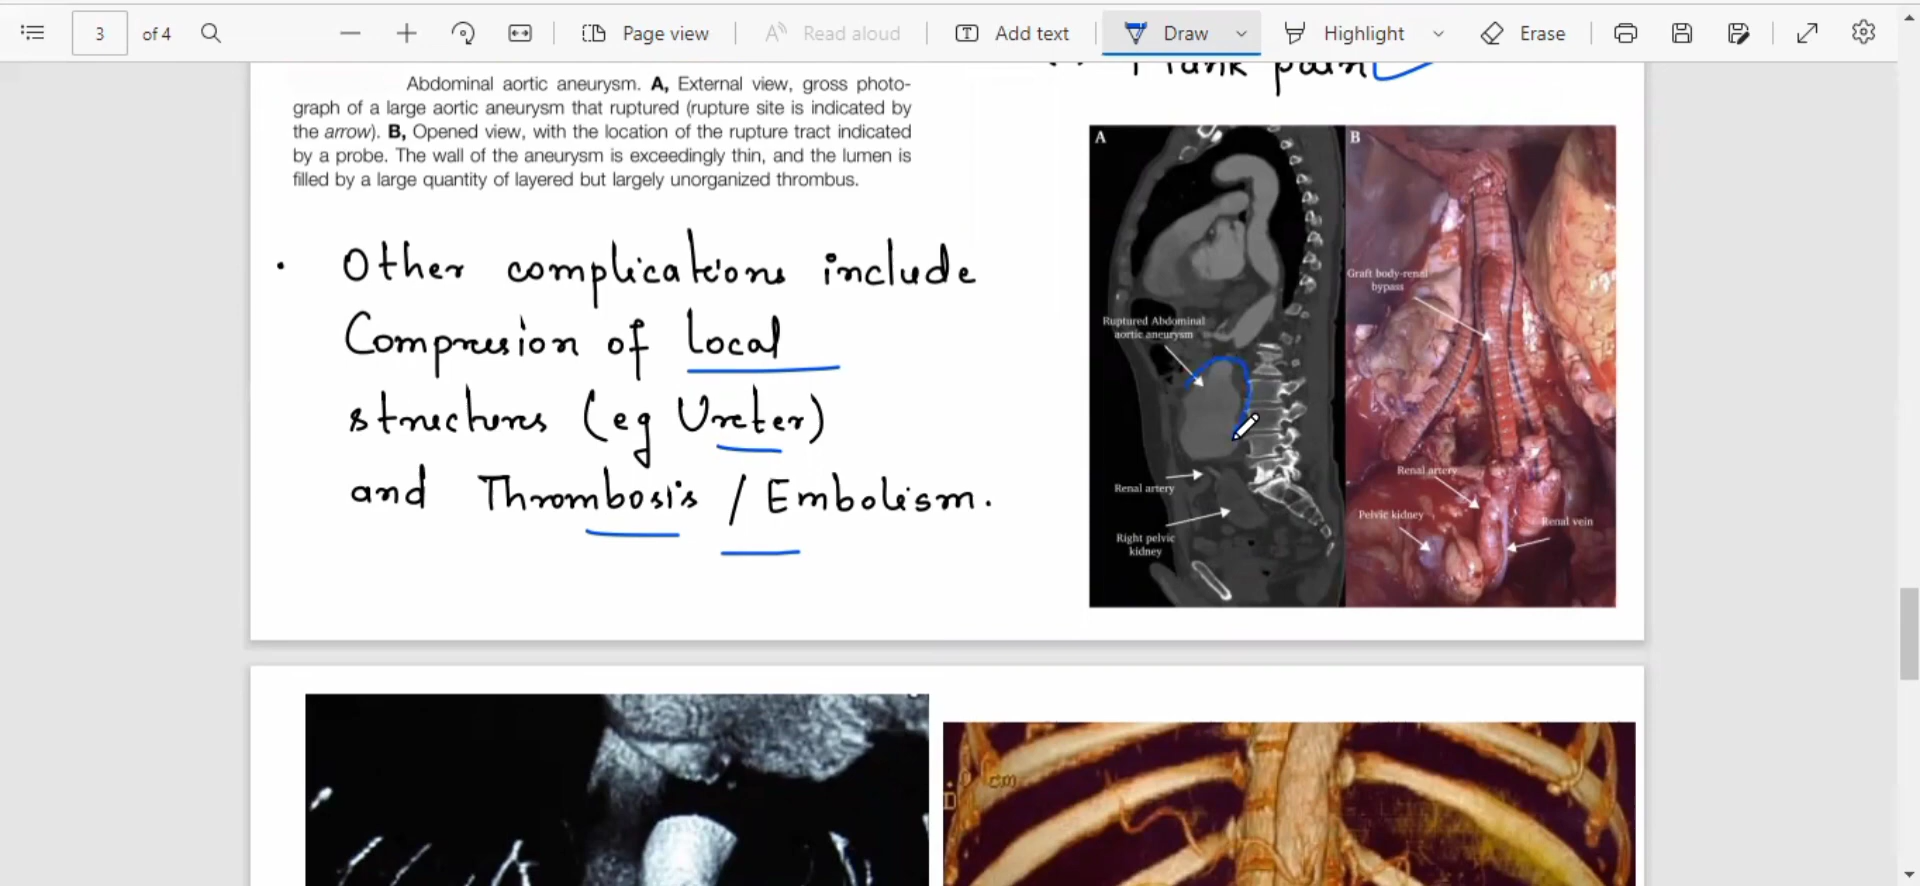 3 of 4 Page view Read aloud Add text Draw Highlight Erase
Flank pain
Abdominal aortic aneurysm. A, External view, gross photo-
graph of a large aortic aneurysm that ruptured (rupture site is indicated by
the arrow). B, Opened view, with the location of the rupture tract indicated
by a probe. The wall of the aneurysm is exceedingly thin, and the lumen is
filled by a large quantity of layered but largely unorganized thrombus.
· Other complications include
Compression of local
structures (eg Ureter)
and Thrombosis / Embolism.
A
Ruptured Abdominal
aortic aneurysm
Renal artery
Right pelvic
kidney
B
Graft body-renal
bypass
Renal artery
Pelvic kidney
Renal vein
cm